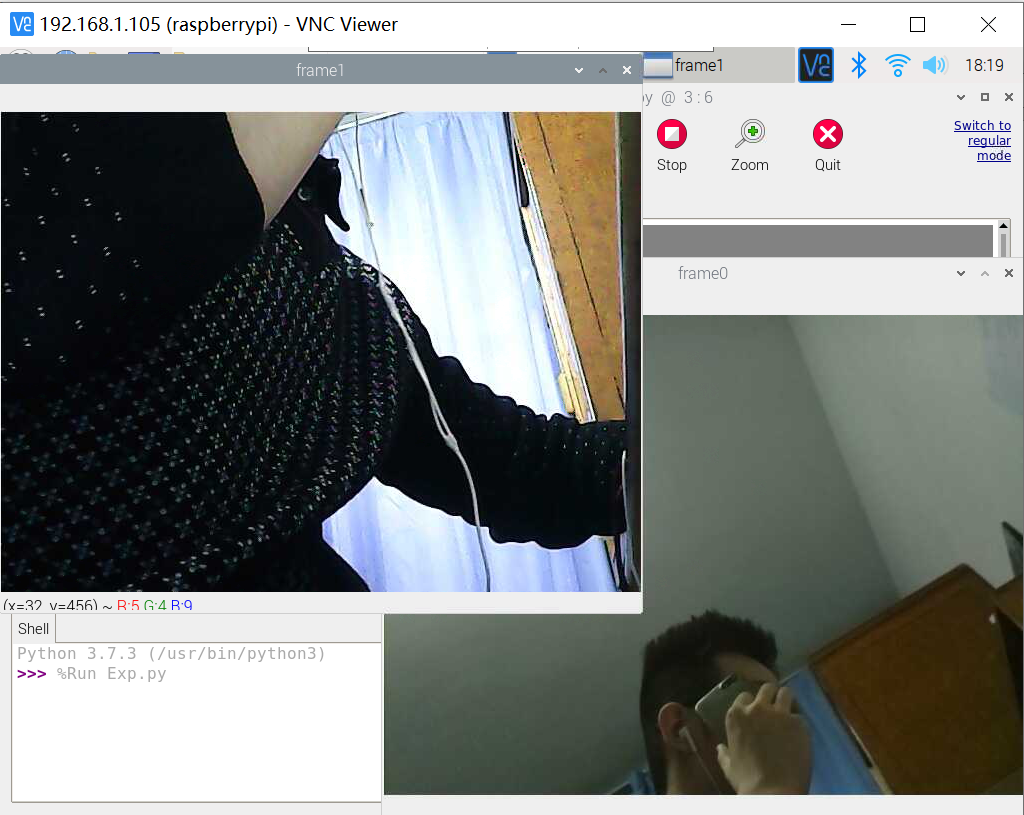 192.168.1.105 (raspberrypi) - VNC Viewer
frame1
frame1
18:19
py @ 3 : 6
Stop
Zoom
Quit
Switch to
regular
mode
frame0
(x=32, y=456) ~ R:5 G:4 B:9
Shell
Python 3.7.3 (/usr/bin/python3)
>>> %Run Exp.py